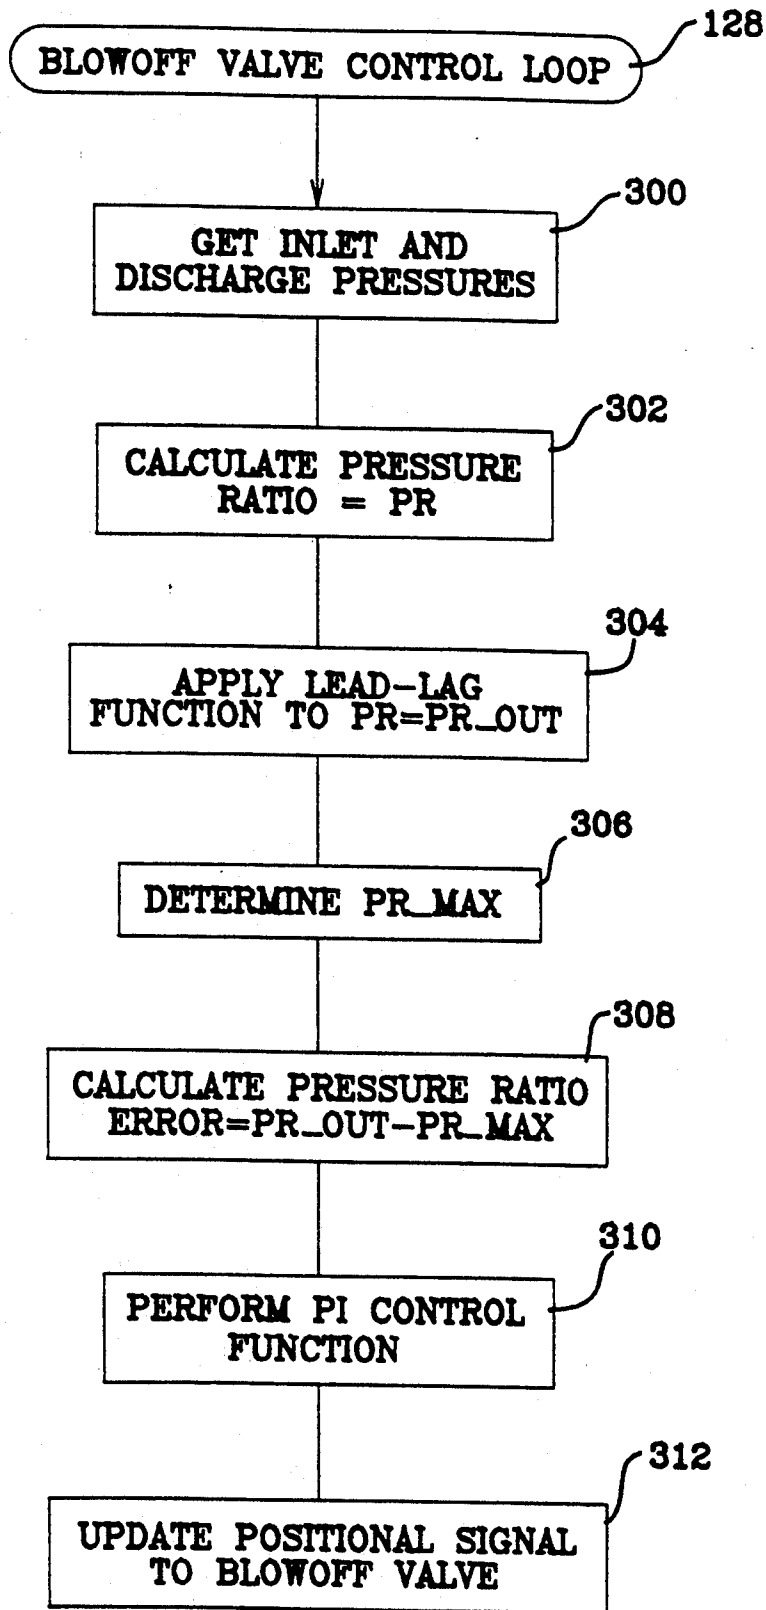 128
BLOWOFF VALVE CONTROL LOOP
300
GET INLET AND
DISCHARGE PRESSURES
302
CALCULATE PRESSURE
RATIO = PR
304
APPLY LEAD-LAG
FUNCTION TO PR=PR_OUT
306
DETERMINE PR_MAX
308
CALCULATE PRESSURE RATIO
ERROR=PR_OUT-PR_MAX
310
PERFORM PI CONTROL
FUNCTION
312
UPDATE POSITIONAL SIGNAL
TO BLOWOFF VALVE